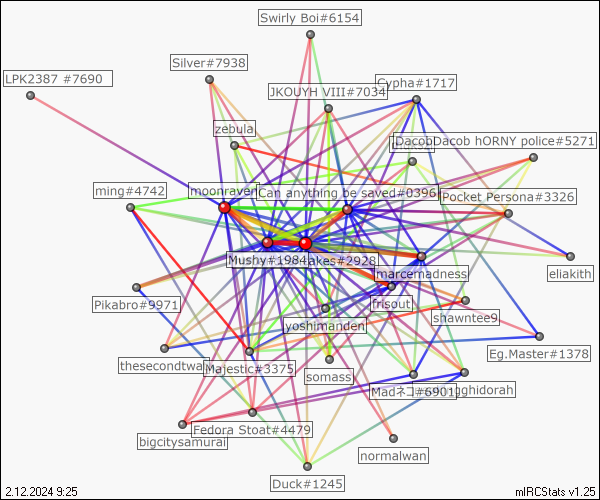 Swirly Boi#6154
Silver#7938
LPK2387 #7690
JKOUYH VIII#7034
Cypha#1717
zebula
DacobDacob hORNY police#5271
ming#4742
moonraven
Can anything be saved#0396
Pocket Persona#3326
Mushy#1984
akes#2928
marcemadness
eliakith
Pikabro#9971
frisout
yoshimanden
shawntee9
thesecondtwa
Majestic#3375
somass
Eg.Master#1378
Madネコ#6901
ghidorah
Fedora Stoat#4479
bigcitysamurai
normalwan
Duck#1245
2.12.2024 9:25
mIRCStats v1.25